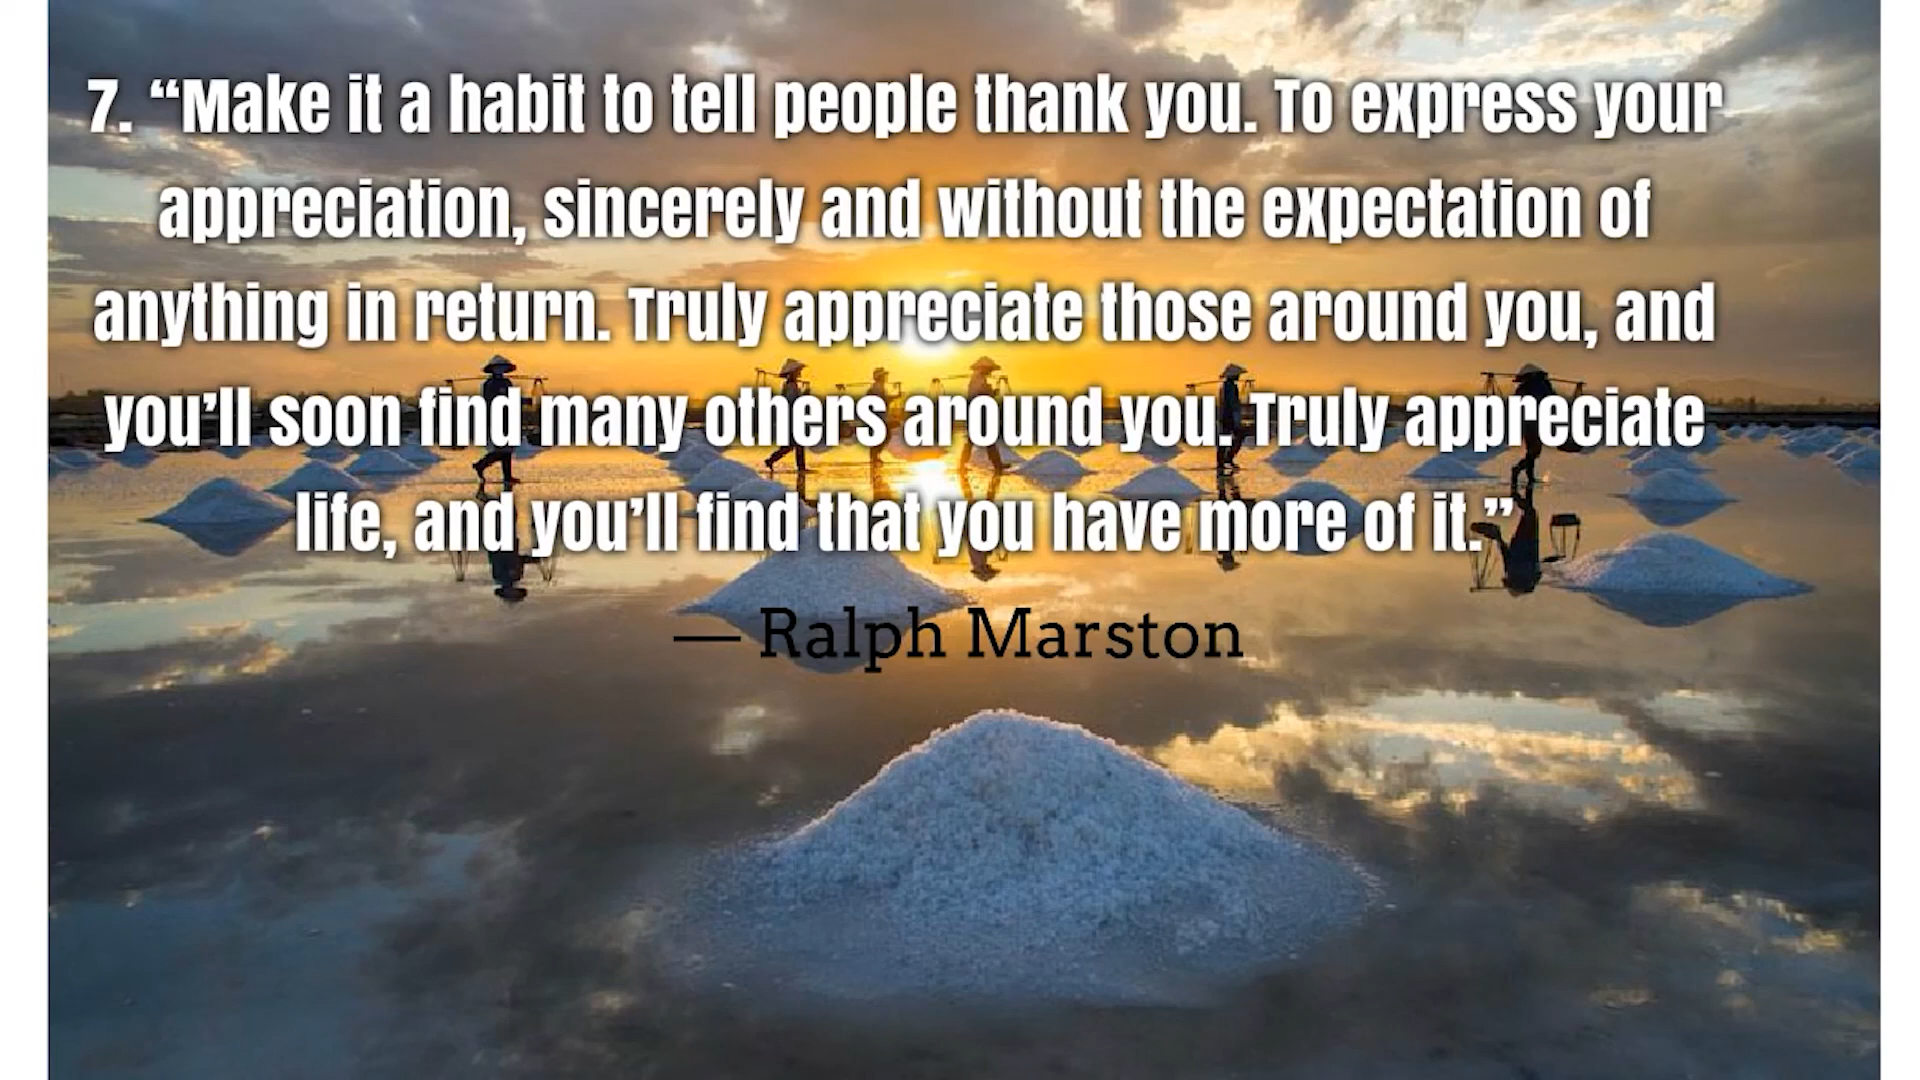 7. “Make it a habit to tell people thank you. To express your
appreciation, sincerely and without the expectation of
anything in return. Truly appreciate those around you, and
you’ll soon find many others around you. Truly appreciate
life, and you’ll find that you have more of it.”
— Ralph Marston